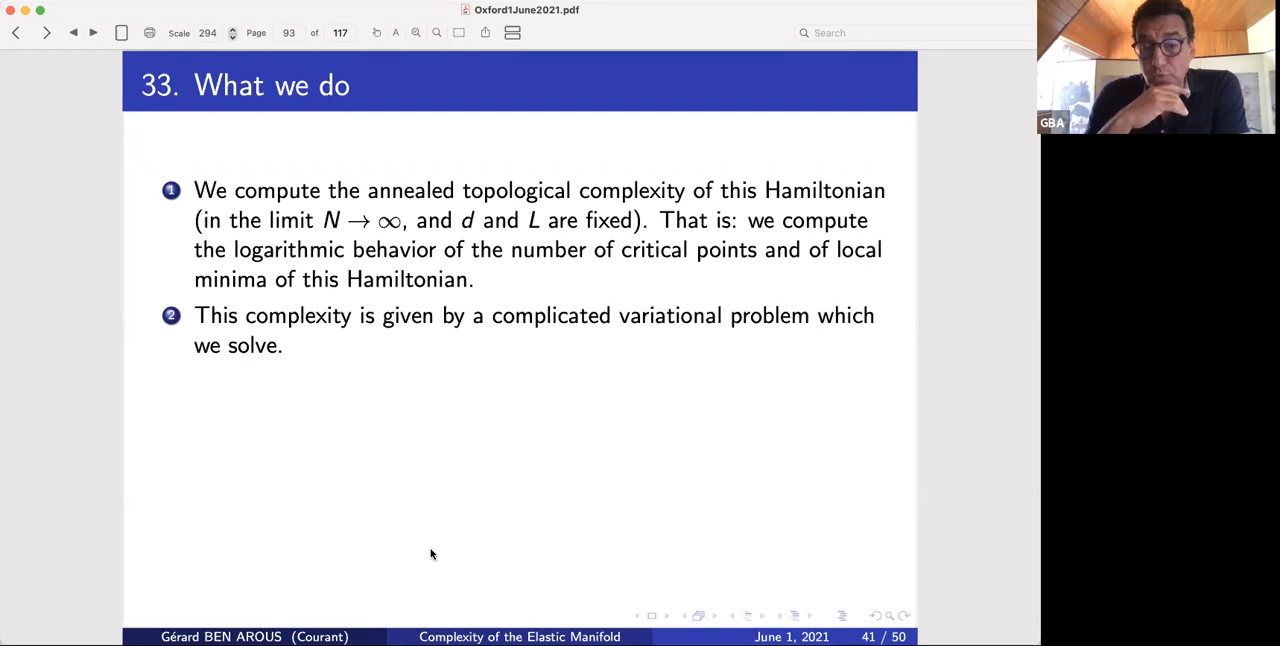 Oxford1June2021.pdf
Scale 294 Page 93 of 117 A Search
GBA
33. What we do
1 We compute the annealed topological complexity of this Hamiltonian
(in the limit N → ∞, and d and L are fixed). That is: we compute
the logarithmic behavior of the number of critical points and of local
minima of this Hamiltonian.
2 This complexity is given by a complicated variational problem which
we solve.
Gérard BEN AROUS (Courant) Complexity of the Elastic Manifold June 1, 2021 41 / 50